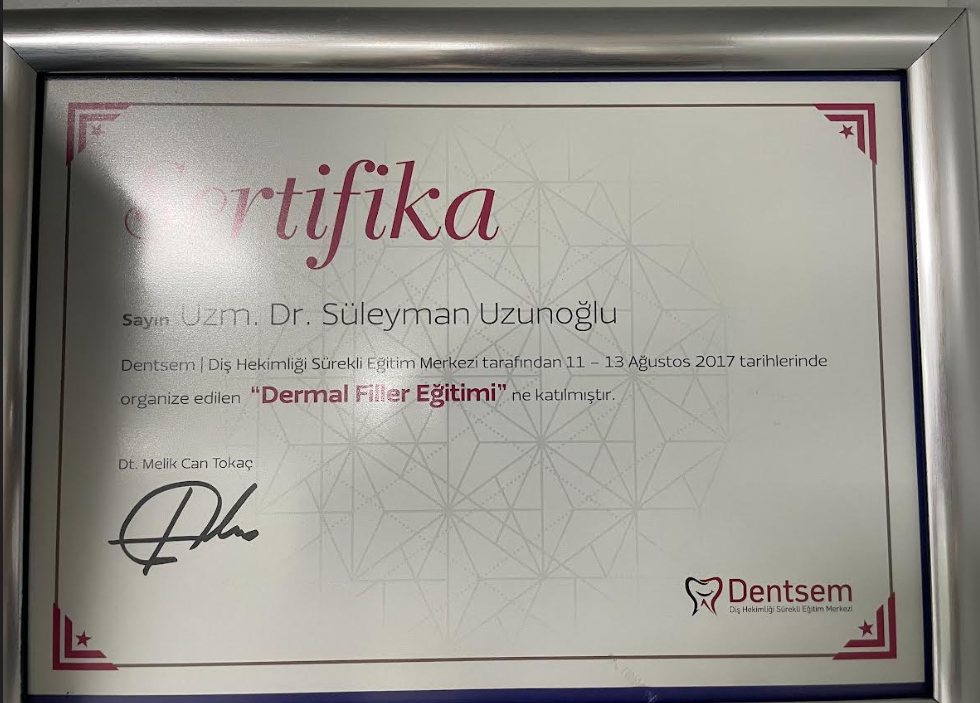 Sertifika
Sayın Uzm. Dr. Süleyman Uzunoğlu
Dentsem | Diş Hekimliği Sürekli Eğitim Merkezi tarafından 11 – 13 Ağustos 2017 tarihlerinde
organize edilen "Dermal Filler Eğitimi" ne katılmıştır.
Dt. Melik Can Tokaç
Dentsem
Diş Hekimliği Sürekli Eğitim Merkezi